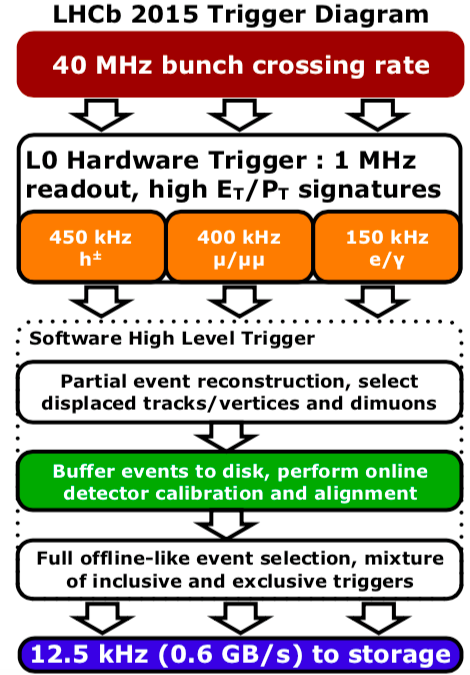 LHCb 2015 Trigger Diagram
40 MHz bunch crossing rate
L0 Hardware Trigger : 1 MHz
readout, high E_T/P_T signatures
450 kHz
h±
400 kHz
μ/μμ
150 kHz
e/γ
Software High Level Trigger
Partial event reconstruction, select
displaced tracks/vertices and dimuons
Buffer events to disk, perform online
detector calibration and alignment
Full offline-like event selection, mixture
of inclusive and exclusive triggers
12.5 kHz (0.6 GB/s) to storage